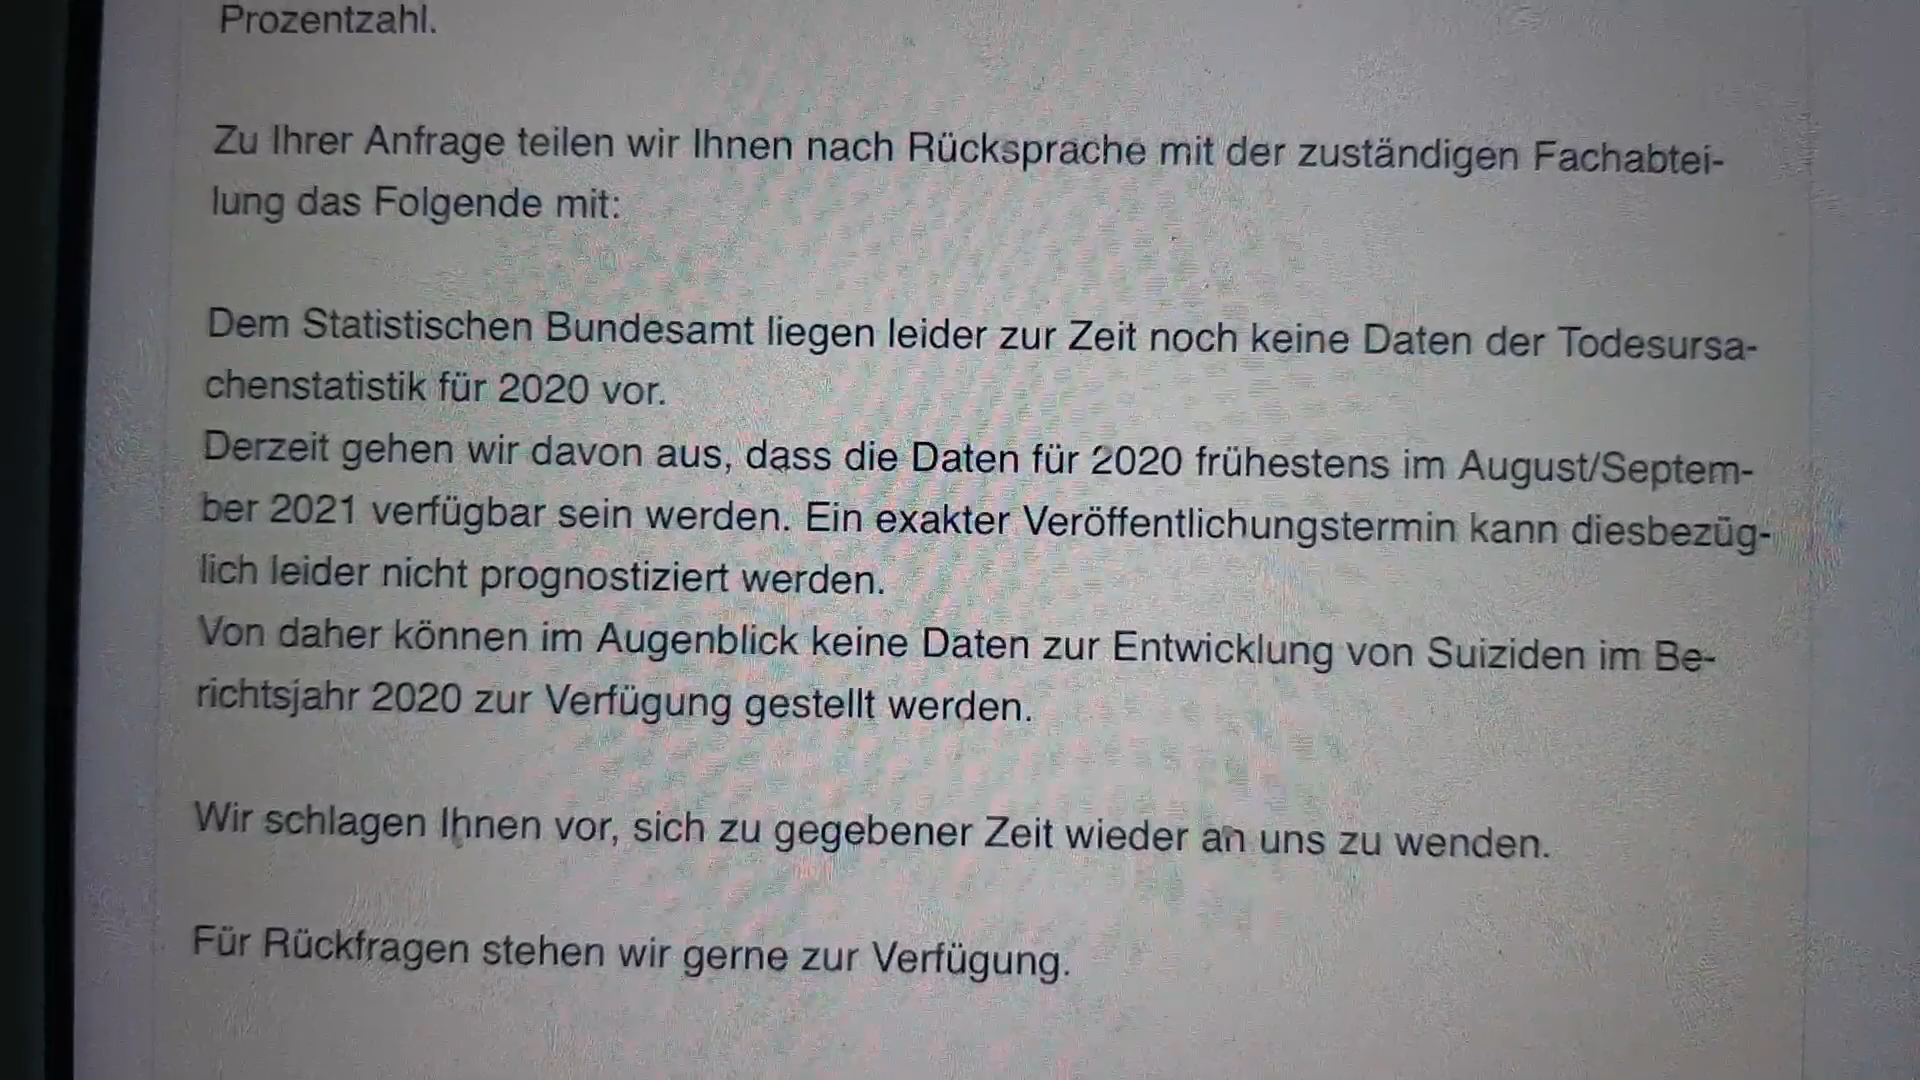 Prozentzahl.
Zu Ihrer Anfrage teilen wir Ihnen nach Rücksprache mit der zuständigen Fachabtei-
lung das Folgende mit:
Dem Statistischen Bundesamt liegen leider zur Zeit noch keine Daten der Todesursa-
chenstatistik für 2020 vor.
Derzeit gehen wir davon aus, dass die Daten für 2020 frühestens im August/Septem-
ber 2021 verfügbar sein werden. Ein exakter Veröffentlichungstermin kann diesbezüg-
lich leider nicht prognostiziert werden.
Von daher können im Augenblick keine Daten zur Entwicklung von Suiziden im Be-
richtsjahr 2020 zur Verfügung gestellt werden.
Wir schlagen Ihnen vor, sich zu gegebener Zeit wieder an uns zu wenden.
Für Rückfragen stehen wir gerne zur Verfügung.